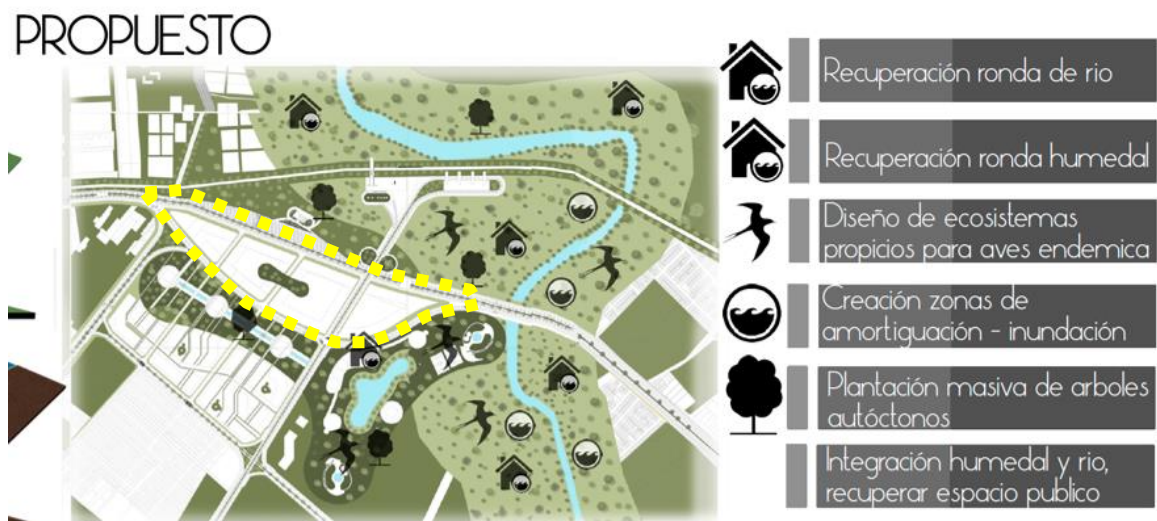 PROPUESTO
Recuperación ronda de rio
Recuperación ronda humedal
Diseño de ecosistemas
propicios para aves endemica
Creación zonas de
amortiguación - inundación
Plantación masiva de arboles
autóctonos
Integración humedal y rio,
recuperar espacio publico